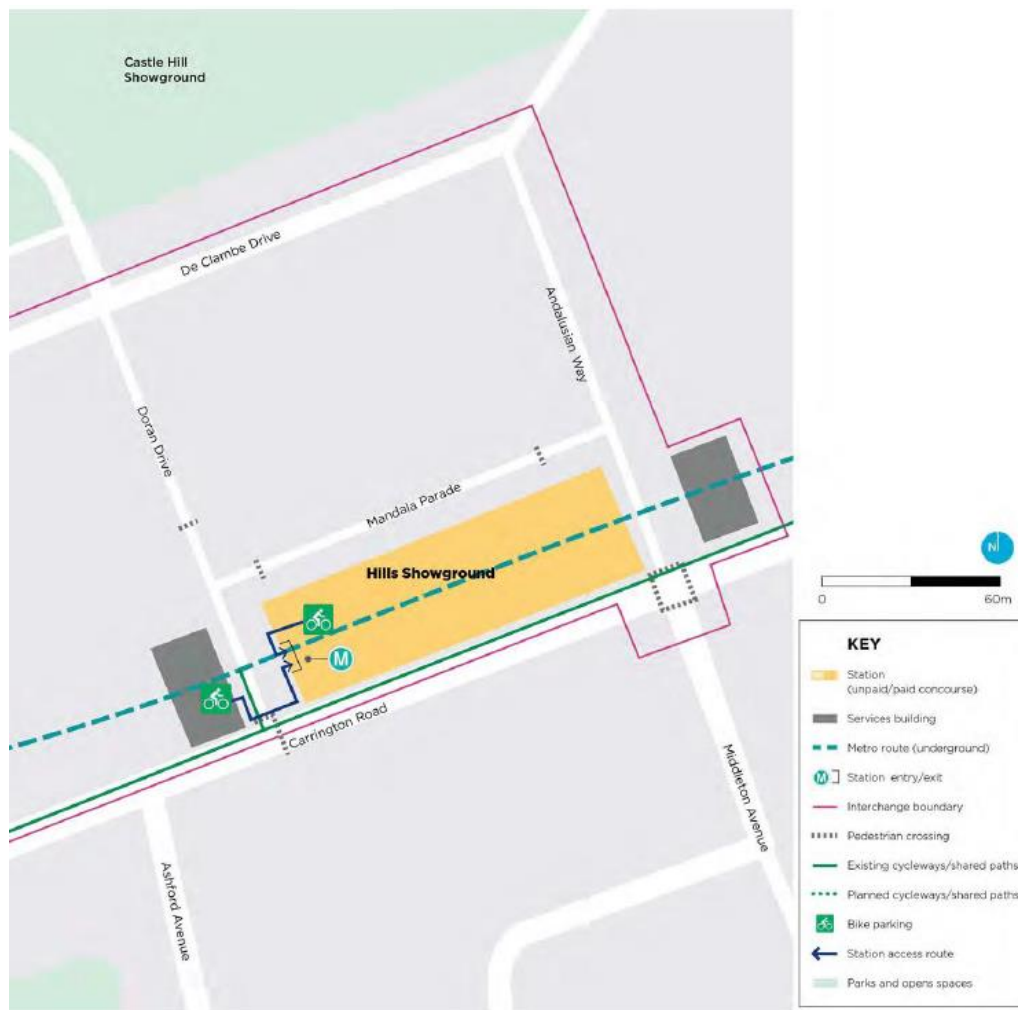 Castle Hill
Showground
De Clambe Drive
Andalusian Way
Doran Drive
Mandala Parade
Hills Showground
M
Carrington Road
Middleton Avenue
Ashford Avenue
N
0 60m
KEY
Station
(unpaid/paid concourse)
Services building
Metro route (underground)
M Station entry/exit
Interchange boundary
Pedestrian crossing
Existing cycleways/shared paths
Planned cycleways/shared paths
Bike parking
Station access route
Parks and opens spaces